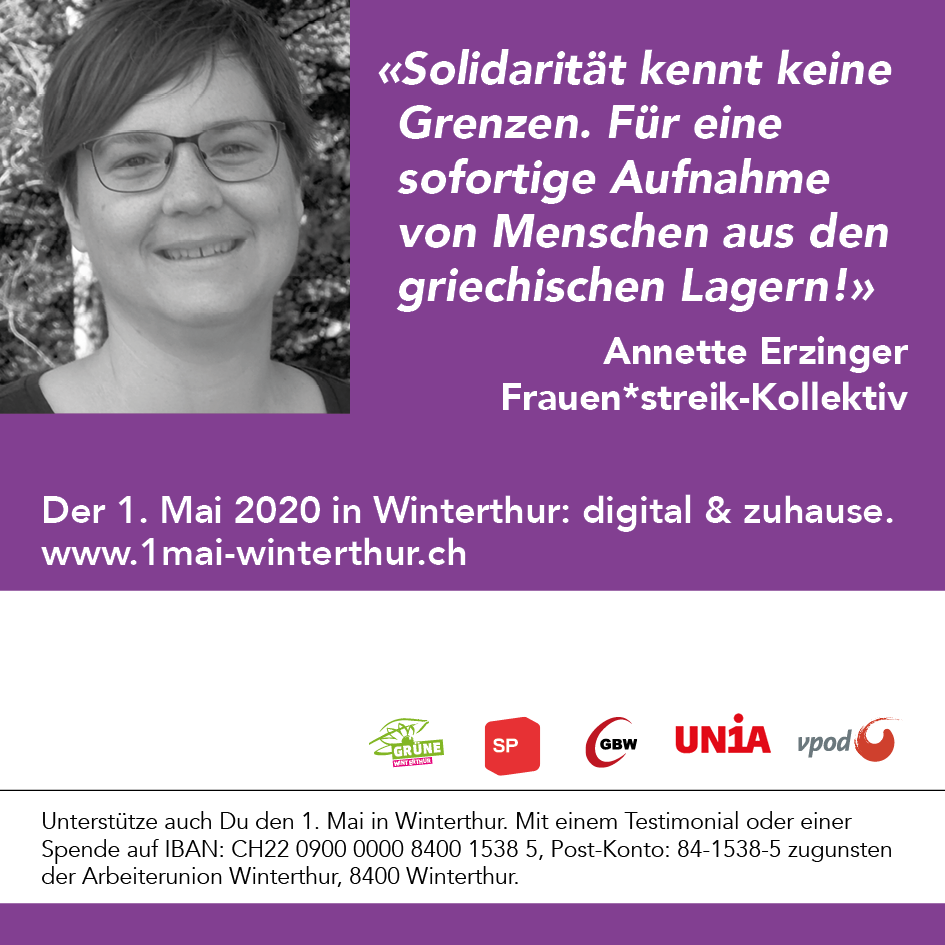 «Solidarität kennt keine
Grenzen. Für eine
sofortige Aufnahme
von Menschen aus den
griechischen Lagern!»
Annette Erzinger
Frauen*streik-Kollektiv
Der 1. Mai 2020 in Winterthur: digital & zuhause.
www.1mai-winterthur.ch
GRÜNE
WINTERTHUR
SP
GBW
UNiA
vpod
Unterstütze auch Du den 1. Mai in Winterthur. Mit einem Testimonial oder einer
Spende auf IBAN: CH22 0900 0000 8400 1538 5, Post-Konto: 84-1538-5 zugunsten
der Arbeiterunion Winterthur, 8400 Winterthur.